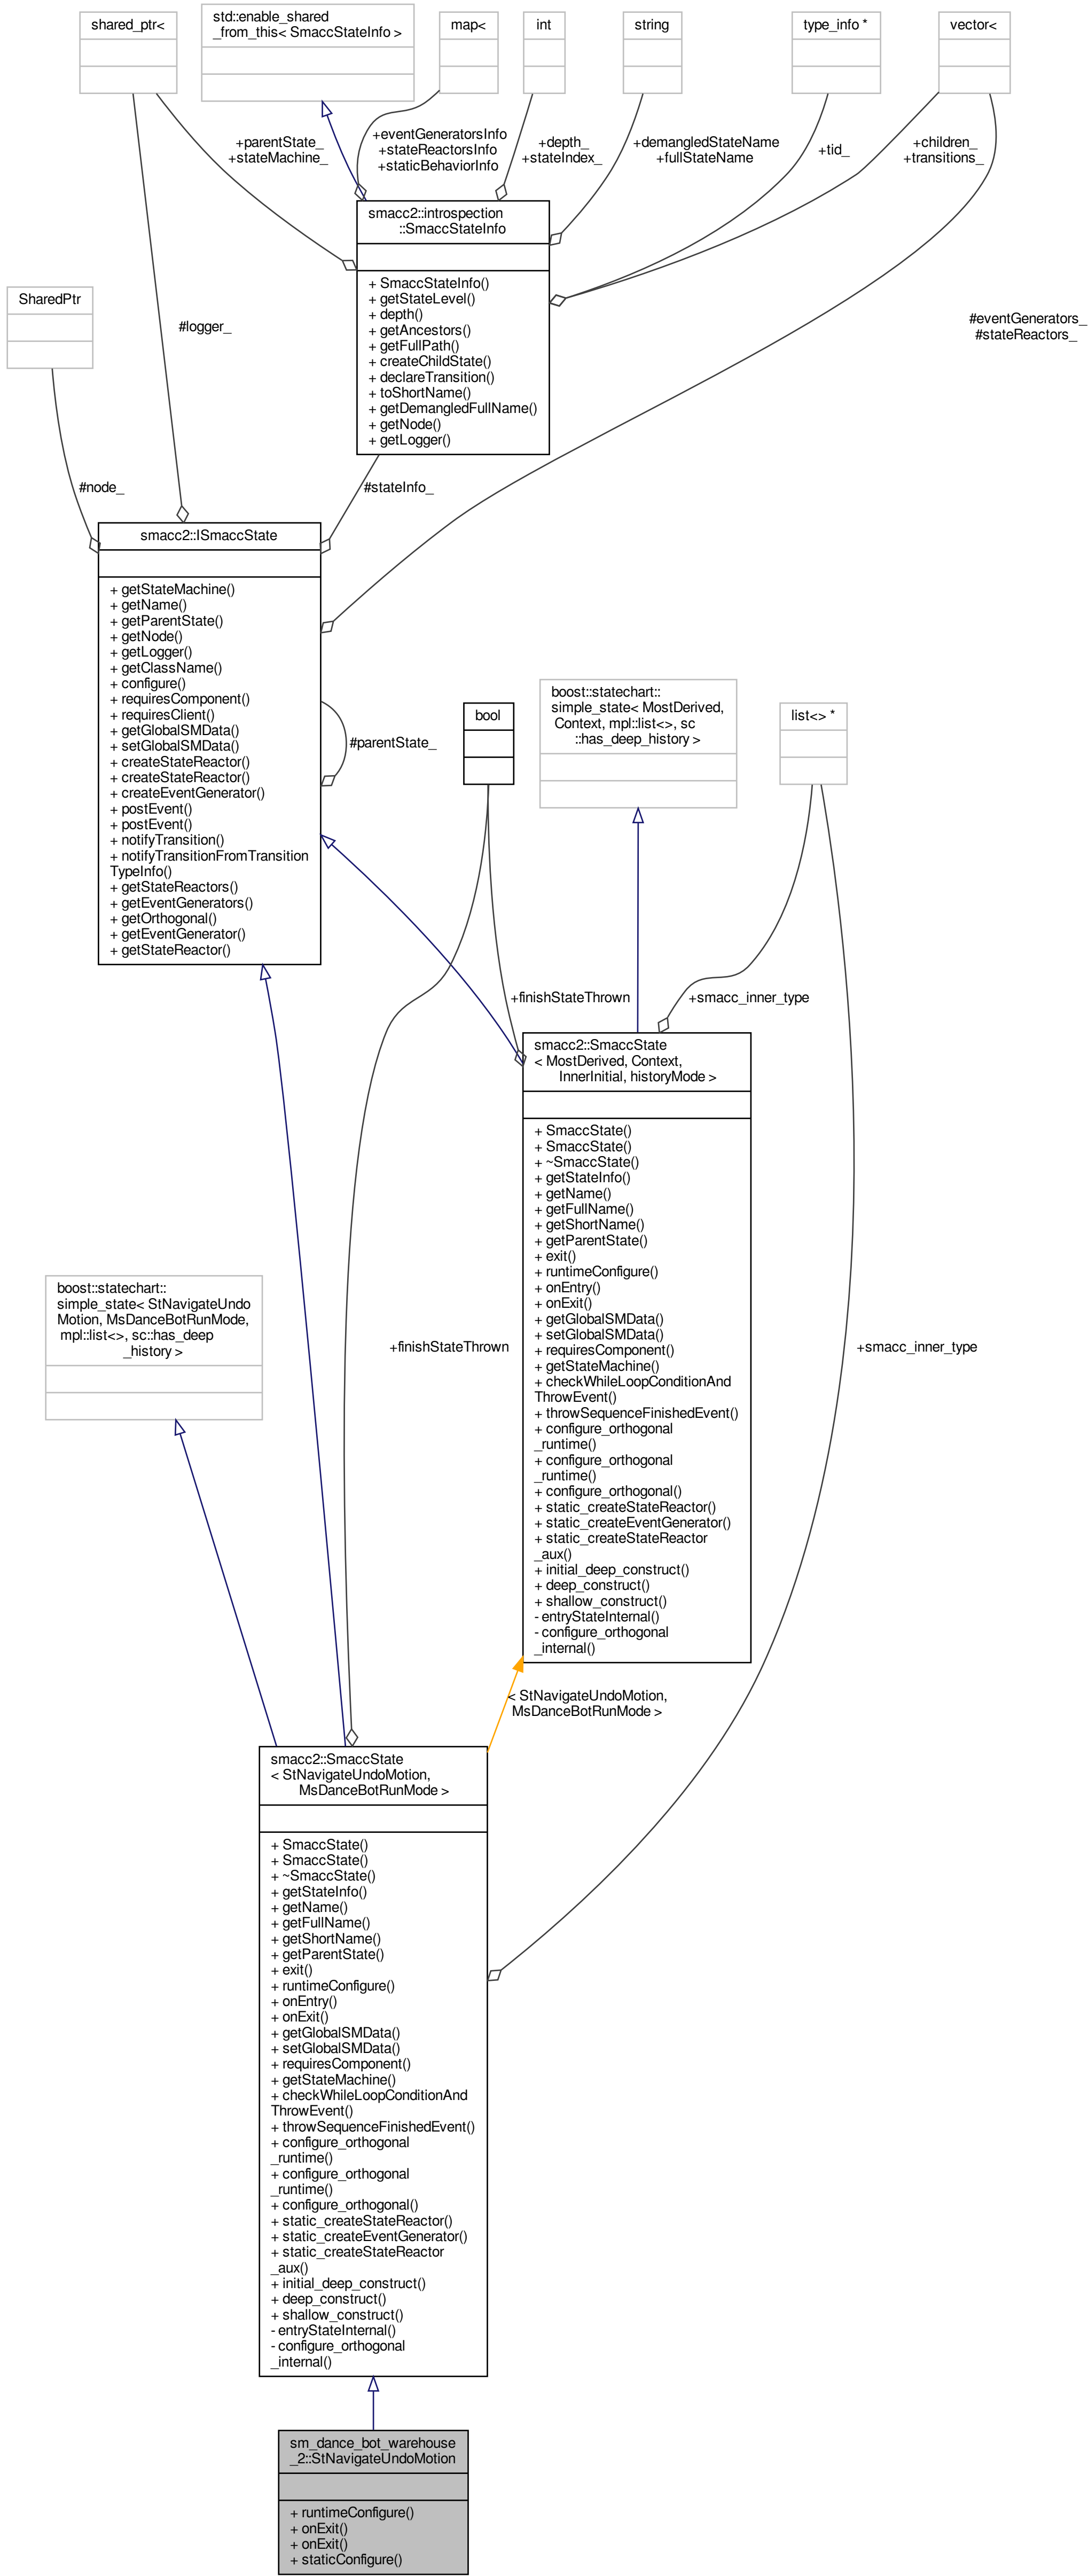 shared_ptr<
std::enable_shared
_from_this< SmaccStateInfo >
map<
int
string
type_info *
vector<
+parentState_
+stateMachine_
+eventGeneratorsInfo
+stateReactorsInfo
+staticBehaviorInfo
+depth_
+stateIndex_
+demangledStateName
+fullStateName
+tid_
+children_
+transitions_
smacc2::introspection
::SmaccStateInfo
+ SmaccStateInfo()
+ getStateLevel()
+ depth()
+ getAncestors()
+ getFullPath()
+ createChildState()
+ declareTransition()
+ toShortName()
+ getDemangledFullName()
+ getNode()
+ getLogger()
SharedPtr
#logger_
#eventGenerators_
#stateReactors_
#node_
#stateInfo_
smacc2::ISmaccState
+ getStateMachine()
+ getName()
+ getParentState()
+ getNode()
+ getLogger()
+ getClassName()
+ configure()
+ requiresComponent()
+ requiresClient()
+ getGlobalSMData()
+ setGlobalSMData()
+ createStateReactor()
+ createStateReactor()
+ createEventGenerator()
+ postEvent()
+ postEvent()
+ notifyTransition()
+ notifyTransitionFromTransition
TypeInfo()
+ getStateReactors()
+ getEventGenerators()
+ getOrthogonal()
+ getEventGenerator()
+ getStateReactor()
#parentState_
bool
boost::statechart::
simple_state< MostDerived,
Context, mpl::list<>, sc
::has_deep_history >
list<> *
+finishStateThrown
+smacc_inner_type
smacc2::SmaccState
< MostDerived, Context,
InnerInitial, historyMode >
+ SmaccState()
+ SmaccState()
+ ~SmaccState()
+ getStateInfo()
+ getName()
+ getFullName()
+ getShortName()
+ getParentState()
+ exit()
+ runtimeConfigure()
+ onEntry()
+ onExit()
+ getGlobalSMData()
+ setGlobalSMData()
+ requiresComponent()
+ getStateMachine()
+ checkWhileLoopConditionAnd
ThrowEvent()
+ throwSequenceFinishedEvent()
+ configure_orthogonal
_runtime()
+ configure_orthogonal
_runtime()
+ configure_orthogonal()
+ static_createStateReactor()
+ static_createEventGenerator()
+ static_createStateReactor
_aux()
+ initial_deep_construct()
+ deep_construct()
+ shallow_construct()
- entryStateInternal()
- configure_orthogonal
_internal()
boost::statechart::
simple_state< StNavigateUndo
Motion, MsDanceBotRunMode,
mpl::list<>, sc::has_deep
_history >
+finishStateThrown
+smacc_inner_type
< StNavigateUndoMotion,
MsDanceBotRunMode >
smacc2::SmaccState
< StNavigateUndoMotion,
MsDanceBotRunMode >
+ SmaccState()
+ SmaccState()
+ ~SmaccState()
+ getStateInfo()
+ getName()
+ getFullName()
+ getShortName()
+ getParentState()
+ exit()
+ runtimeConfigure()
+ onEntry()
+ onExit()
+ getGlobalSMData()
+ setGlobalSMData()
+ requiresComponent()
+ getStateMachine()
+ checkWhileLoopConditionAnd
ThrowEvent()
+ throwSequenceFinishedEvent()
+ configure_orthogonal
_runtime()
+ configure_orthogonal
_runtime()
+ configure_orthogonal()
+ static_createStateReactor()
+ static_createEventGenerator()
+ static_createStateReactor
_aux()
+ initial_deep_construct()
+ deep_construct()
+ shallow_construct()
- entryStateInternal()
- configure_orthogonal
_internal()
sm_dance_bot_warehouse
_2::StNavigateUndoMotion
+ runtimeConfigure()
+ onExit()
+ onExit()
+ staticConfigure()